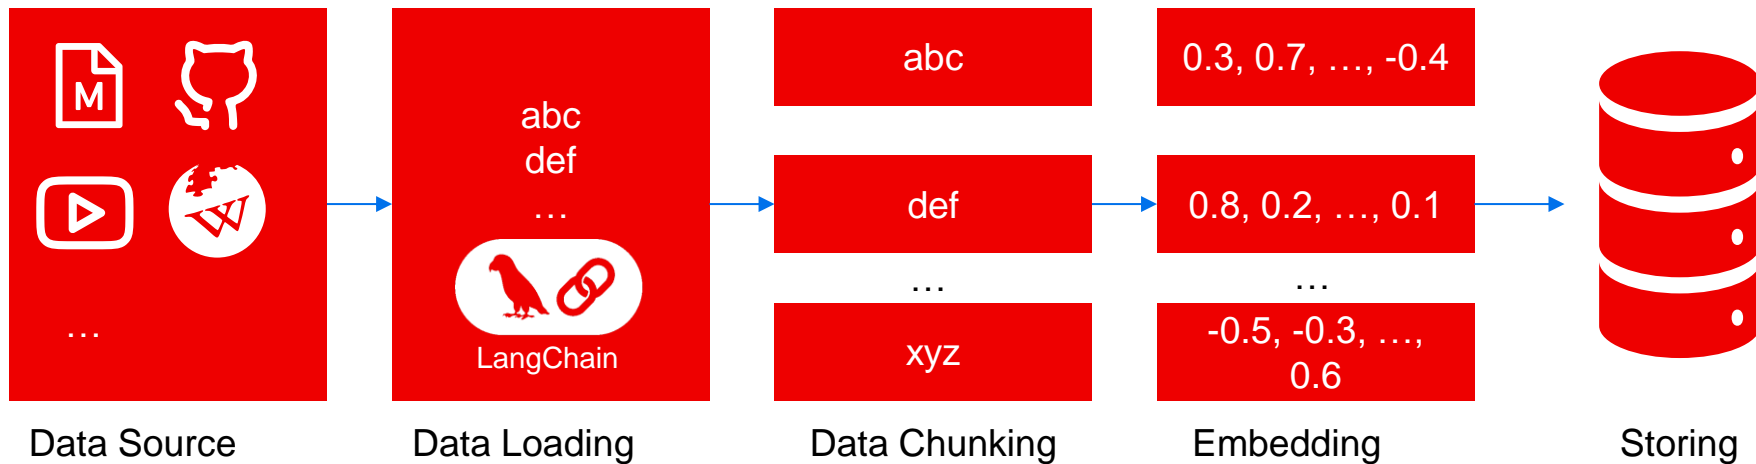 M
W
…
Data Source
abc
def
…
LangChain
Data Loading
abc
def
…
xyz
Data Chunking
0.3, 0.7, …, -0.4
0.8, 0.2, …, 0.1
…
-0.5, -0.3, …,
0.6
Embedding
Storing